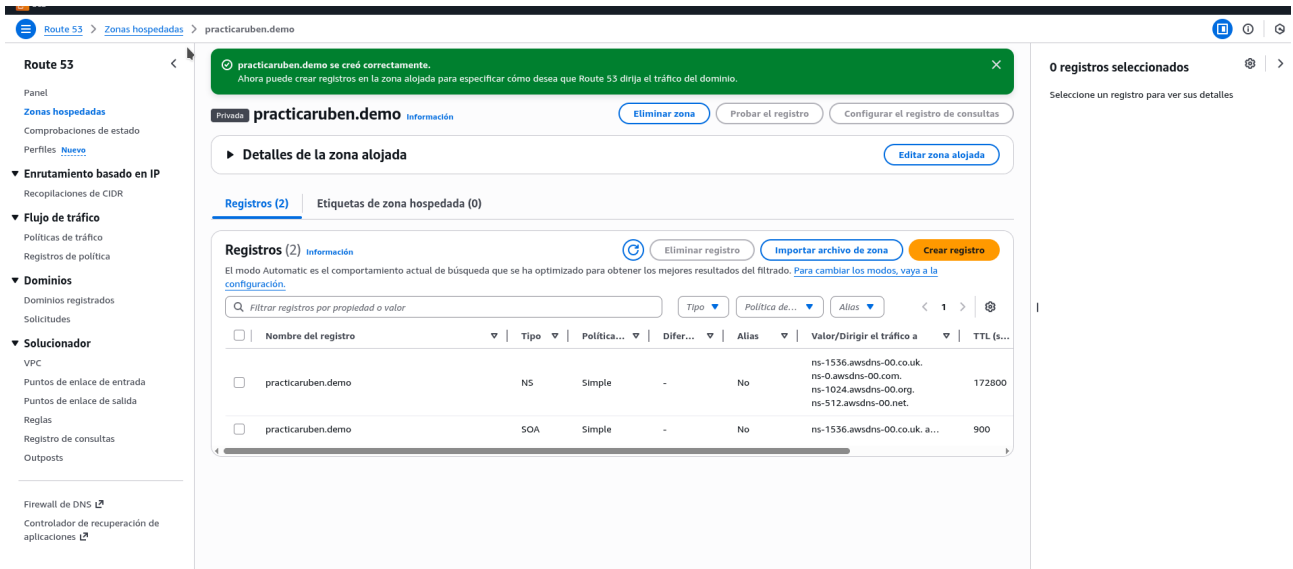 Route 53 > Zonas hospedadas > practicaruben.demo
Route 53
Panel
Zonas hospedadas
Comprobaciones de estado
Perfiles Nuevo
Enrutamiento basado en IP
Recopilaciones de CIDR
Flujo de tráfico
Políticas de tráfico
Registros de política
Dominios
Dominios registrados
Solicitudes
Solucionador
VPC
Puntos de enlace de entrada
Puntos de enlace de salida
Reglas
Registro de consultas
Outposts
Firewall de DNS
Controlador de recuperación de
aplicaciones
practicaruben.demo se creó correctamente.
Ahora puede crear registros en la zona alojada para especificar cómo desea que Route 53 dirija el tráfico del dominio.
Privada practicaruben.demo Información Eliminar zona Probar el registro Configurar el registro de consultas
Detalles de la zona alojada Editar zona alojada
Registros (2) Etiquetas de zona hospedada (0)
Registros (2) Información Eliminar registro Importar archivo de zona Crear registro
El modo Automatic es el comportamiento actual de búsqueda que se ha optimizado para obtener los mejores resultados del filtrado. Para cambiar los modos, vaya a la
configuración.
Filtrar registros por propiedad o valor Tipo Política de... Alias < 1 >
Nombre del registro Tipo Política... Difer... Alias Valor/Dirigir el tráfico a TTL (s...
practicaruben.demo NS Simple - No ns-1536.awsdns-00.co.uk.
ns-0.awsdns-00.com.
ns-1024.awsdns-00.org.
ns-512.awsdns-00.net. 172800
practicaruben.demo SOA Simple - No ns-1536.awsdns-00.co.uk. a... 900
0 registros seleccionados
Seleccione un registro para ver sus detalles